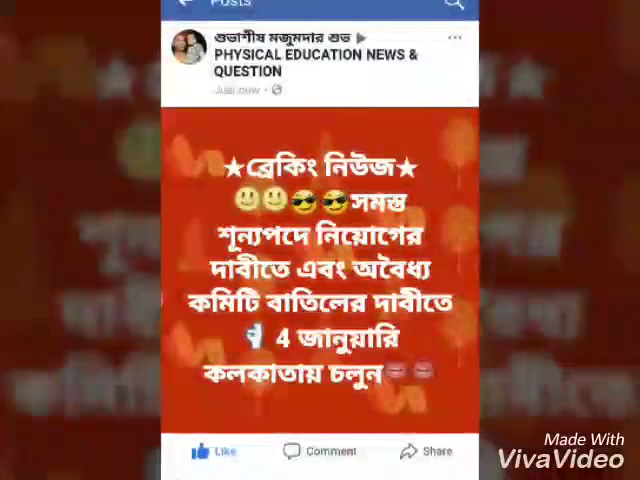 Posts
শুভাশীষ মজুমদার শুভ ▶
PHYSICAL EDUCATION NEWS &
QUESTION
Just now
★ব্রেকিং নিউজ★
😃😃😎😎সমস্ত
শূন্যপদে নিয়োগের
দাবীতে এবং অবৈধ্য
কমিটি বাতিলের দাবীতে
4 জানুয়ারি
কলকাতায় চলুন
Like Comment Share
Made With
VivaVideo